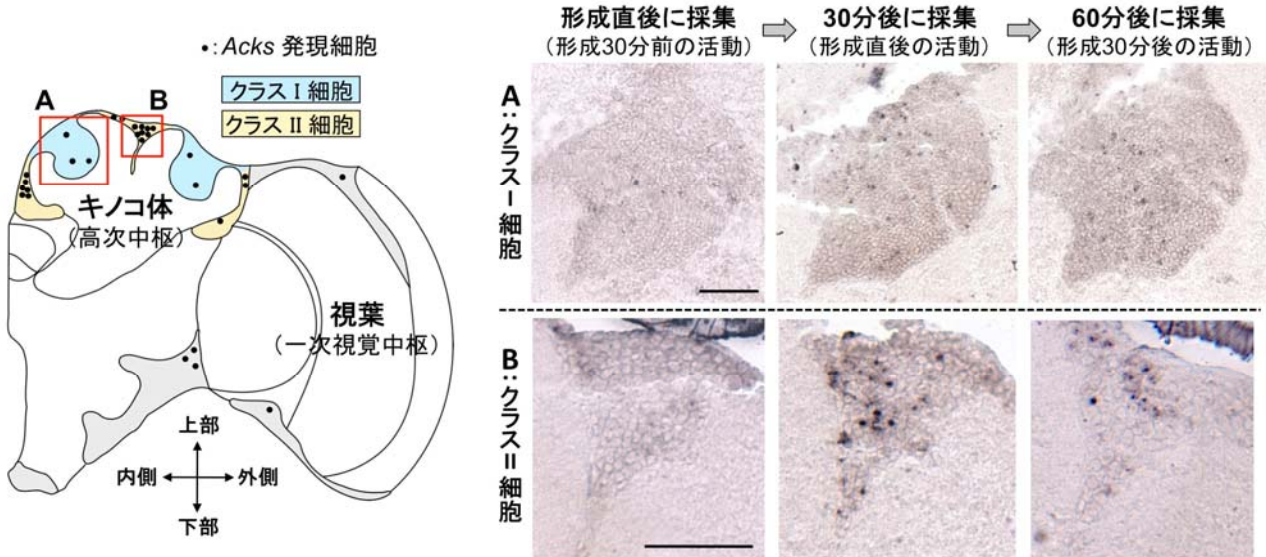 •: Acks 発現細胞
クラス I 細胞
クラス II 細胞
A
B
キノコ体
（高次中枢）
視葉
（一次視覚中枢）
上部
内側
外側
下部
形成直後に採集
（形成30分前の活動）
30分後に採集
（形成直後の活動）
60分後に採集
（形成30分後の活動）
A：クラスI細胞
B：クラスII細胞